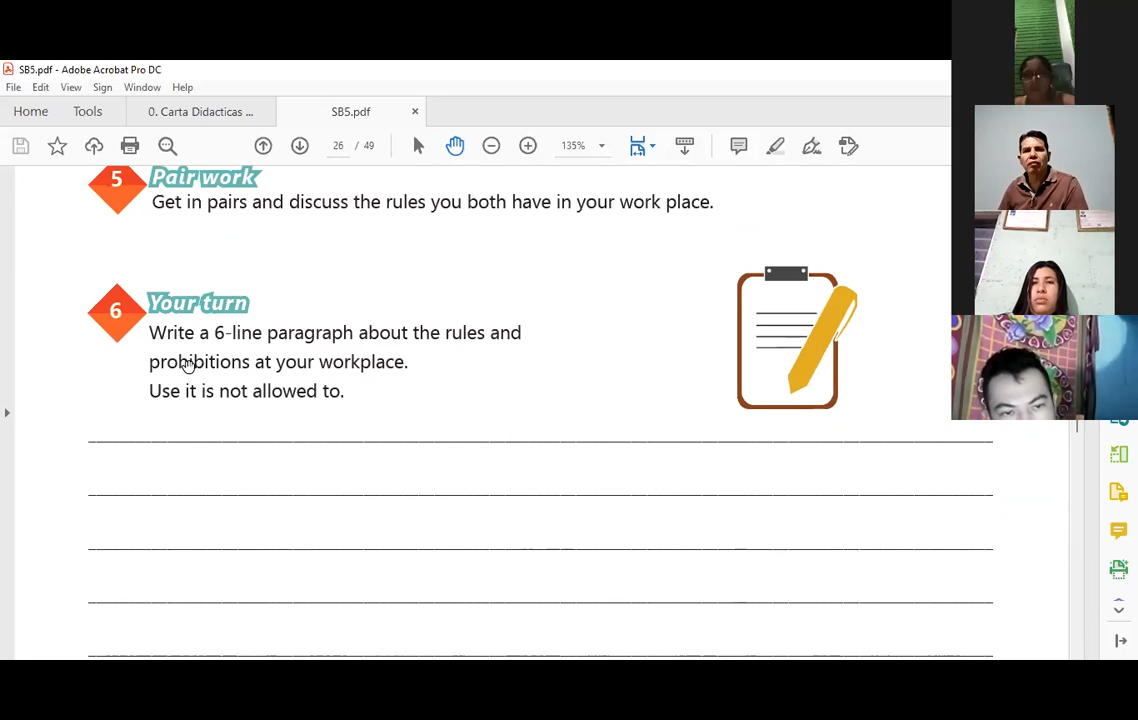 SB5.pdf - Adobe Acrobat Pro DC
File Edit View Sign Window Help
Home Tools 0. Carta Didacticas ... SB5.pdf ×
26 / 49 135%
5 Pair work
Get in pairs and discuss the rules you both have in your work place.
6 Your turn
Write a 6-line paragraph about the rules and
prohibitions at your workplace.
Use it is not allowed to.